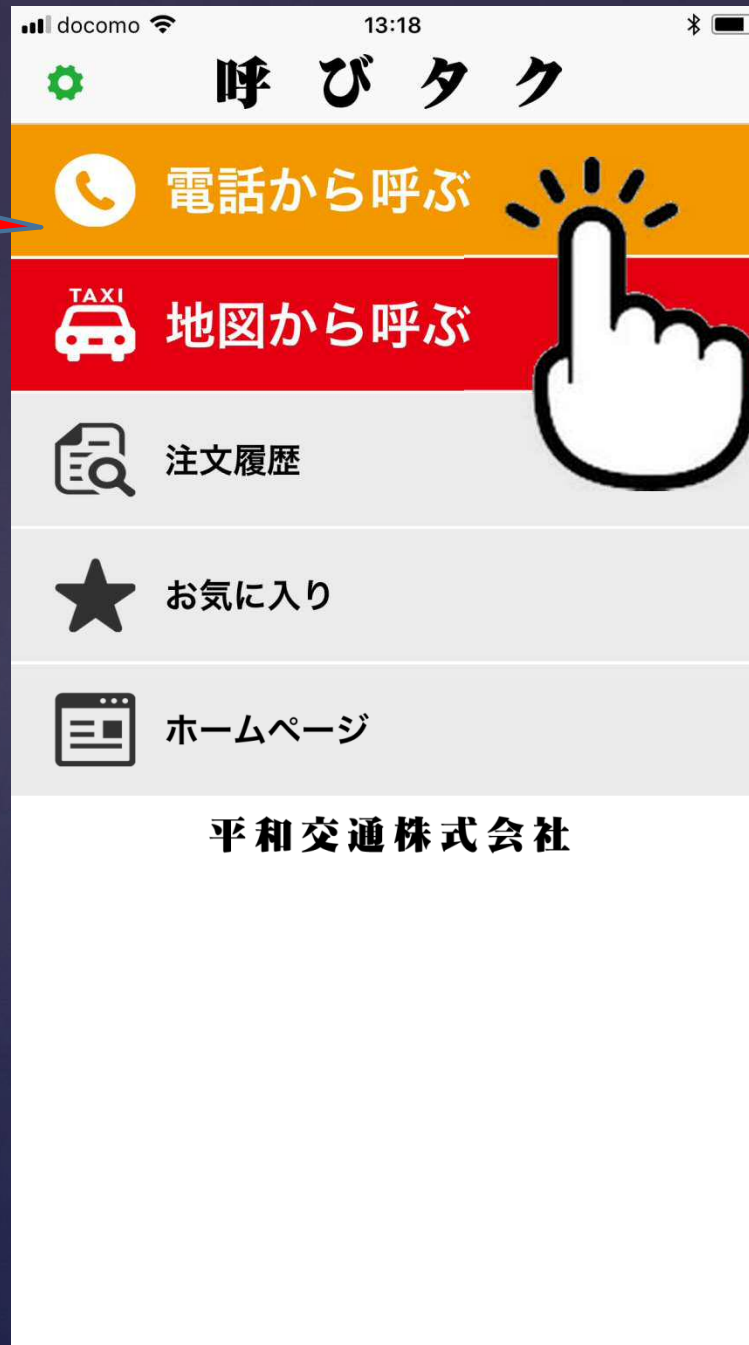 docomo 13:18
呼びタク
電話から呼ぶ
TAXI
地図から呼ぶ
注文履歴
お気に入り
ホームページ
平和交通株式会社